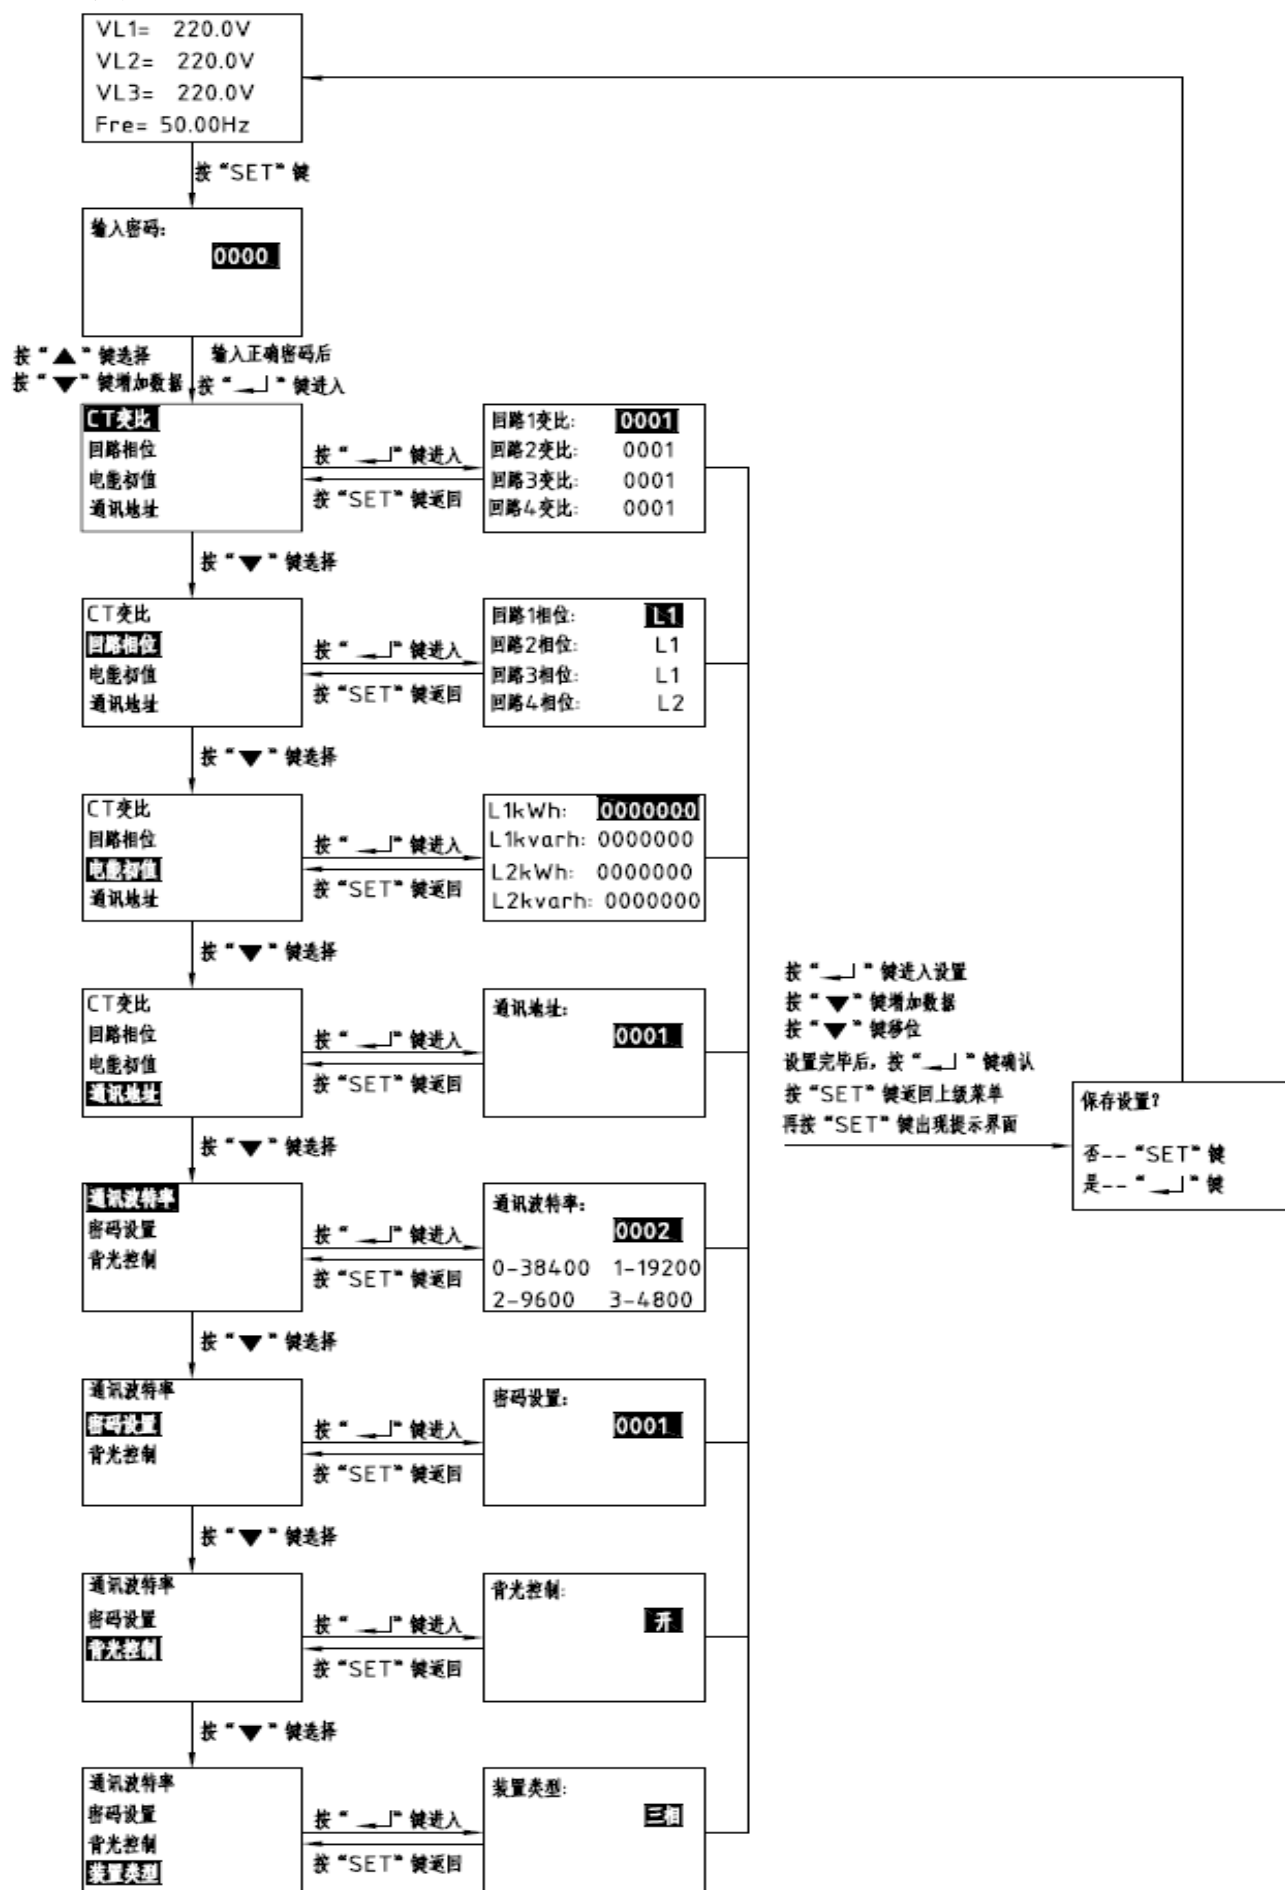 VL1= 220.0V
VL2= 220.0V
VL3= 220.0V
Fre= 50.00Hz
按“SET”键
输入密码:
0000
按“▲”键选择
按“▼”键增加数据
输入正确密码后
按“↵”键进入
CT变比
回路相位
电能初值
通讯地址
按“↵”键进入
按“SET”键返回
回路1变比: 0001
回路2变比: 0001
回路3变比: 0001
回路4变比: 0001
按“▼”键选择
CT变比
回路相位
电能初值
通讯地址
按“↵”键进入
按“SET”键返回
回路1相位: L1
回路2相位: L1
回路3相位: L1
回路4相位: L2
按“▼”键选择
CT变比
回路相位
电能初值
通讯地址
按“↵”键进入
按“SET”键返回
L1kWh: 0000000
L1kvarh: 0000000
L2kWh: 0000000
L2kvarh: 0000000
按“▼”键选择
CT变比
回路相位
电能初值
通讯地址
按“↵”键进入
按“SET”键返回
通讯地址:
0001
按“▼”键选择
通讯波特率
密码设置
背光控制
按“↵”键进入
按“SET”键返回
通讯波特率:
0002
0-38400 1-19200
2-9600 3-4800
按“▼”键选择
通讯波特率
密码设置
背光控制
按“↵”键进入
按“SET”键返回
密码设置:
0001
按“▼”键选择
通讯波特率
密码设置
背光控制
按“↵”键进入
按“SET”键返回
背光控制:
开
按“▼”键选择
通讯波特率
密码设置
背光控制
装置类型
按“↵”键进入
按“SET”键返回
装置类型:
三相
按“↵”键进入设置
按“▼”键增加数据
按“▼”键移位
设置完毕后,按“↵”键确认
按“SET”键返回上级菜单
再按“SET”键出现提示界面
保存设置?
否--“SET”键
是--“↵”键